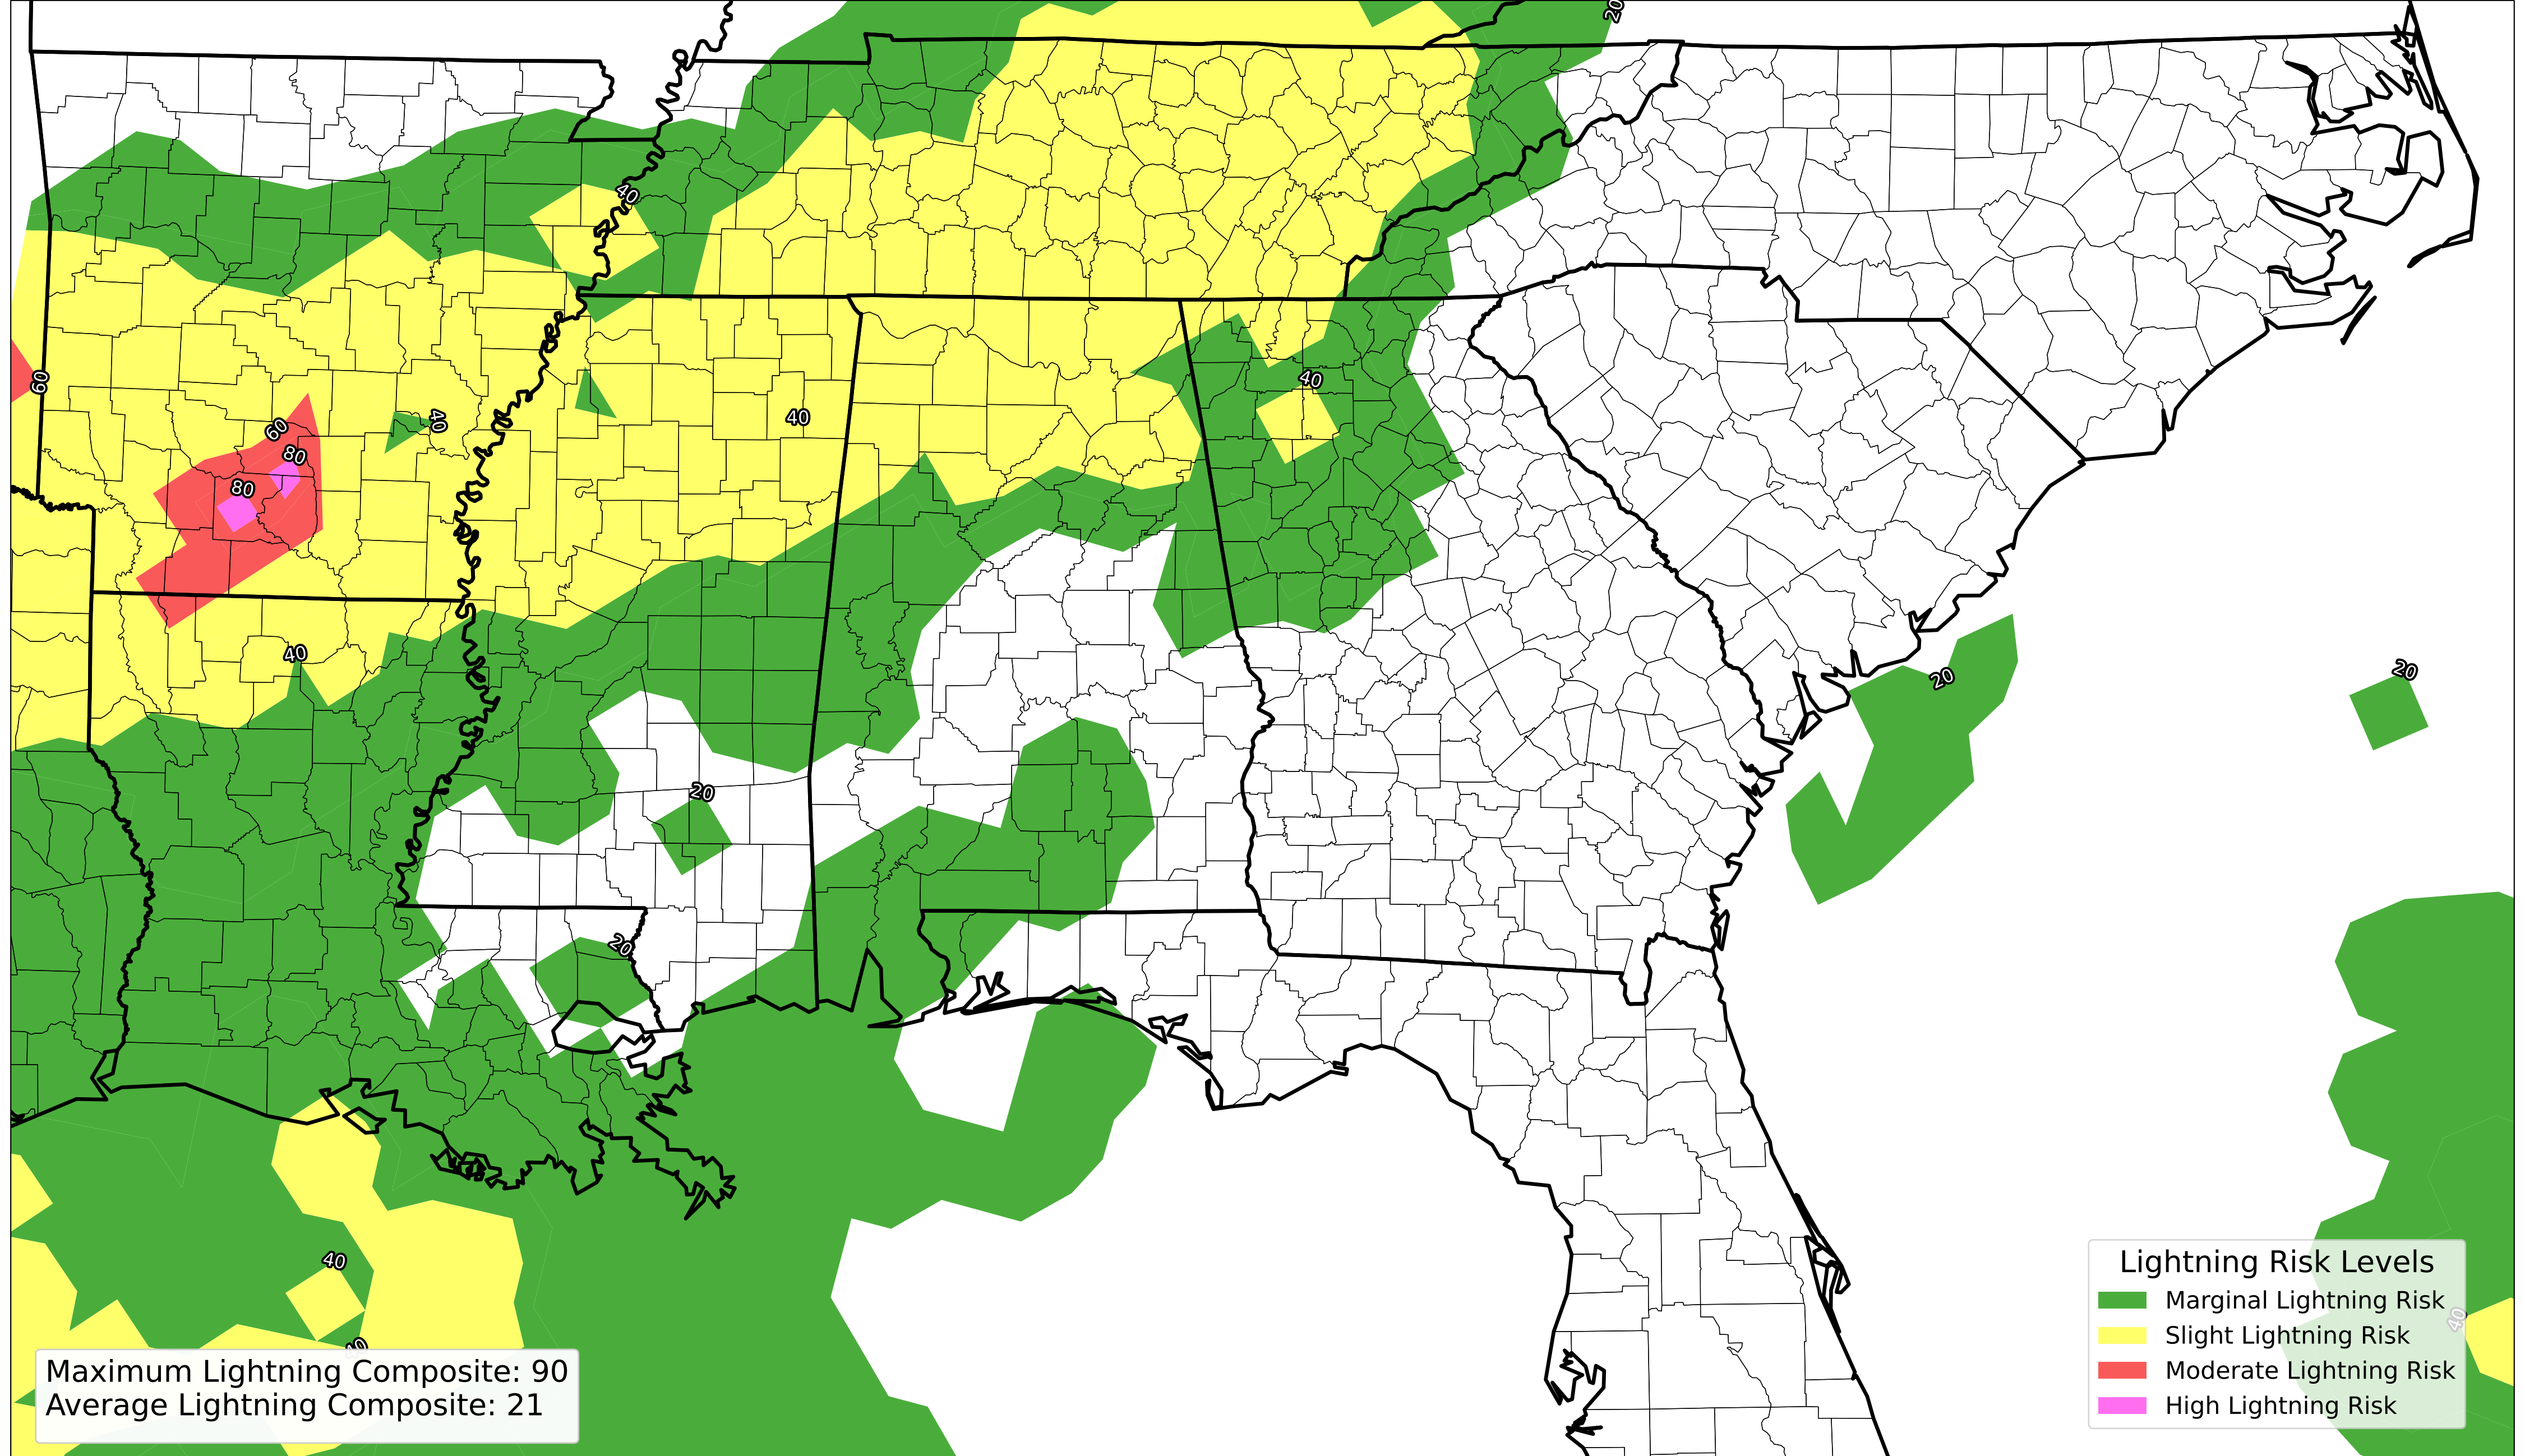 20
40
60
40
40
40
60
80
80
40
20
20
20
20
40
40
40
Maximum Lightning Composite: 90
Average Lightning Composite: 21
Lightning Risk Levels
Marginal Lightning Risk
Slight Lightning Risk
Moderate Lightning Risk
High Lightning Risk